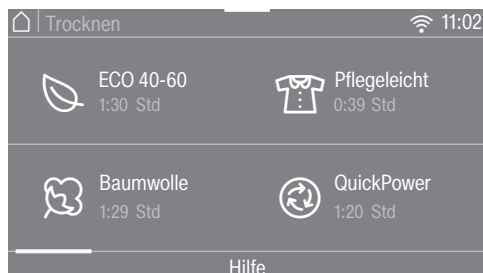 Trocknen 11:02
ECO 40-60
1:30 Std
Pflegeleicht
0:39 Std
Baumwolle
1:29 Std
QuickPower
1:20 Std
Hilfe